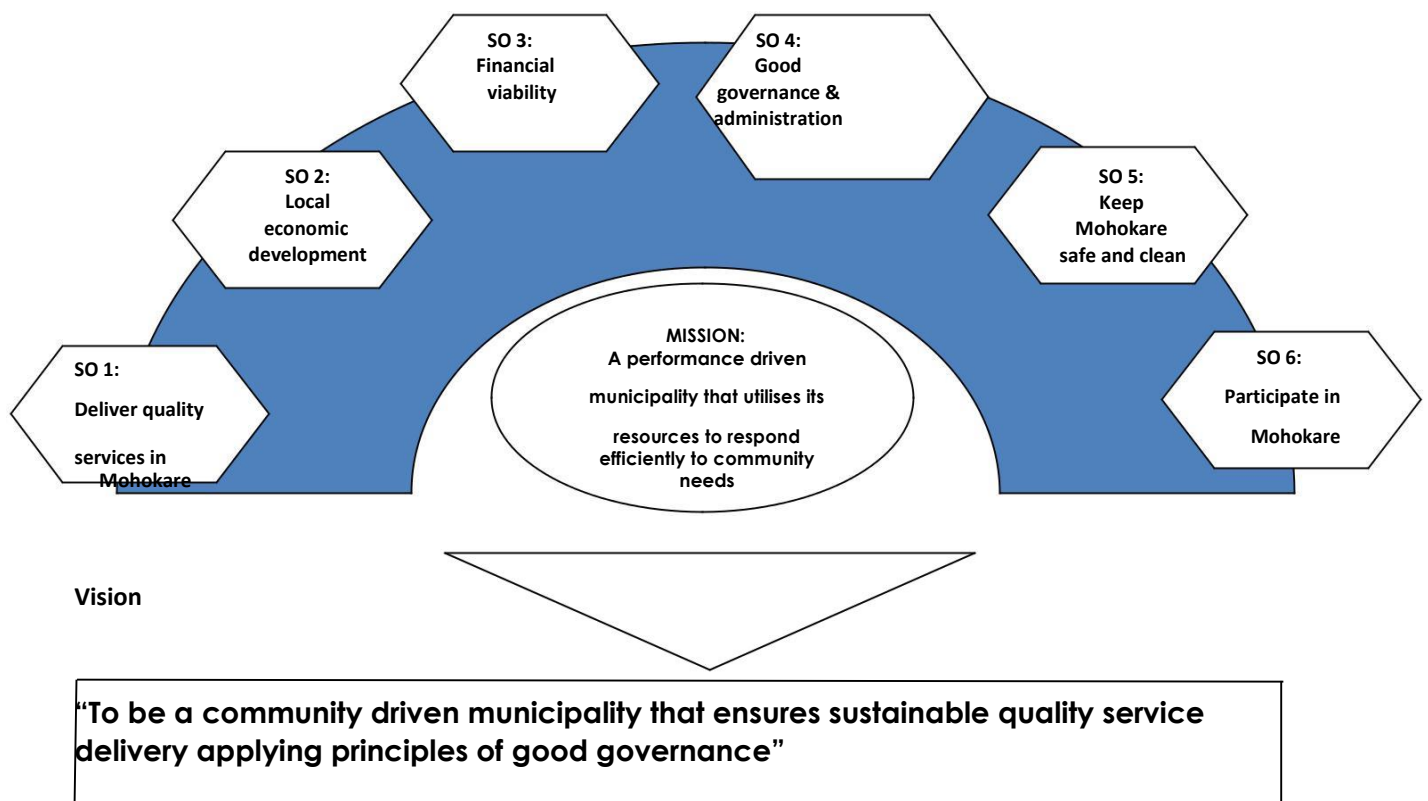 SO 3:
Financial
viability
SO 4:
Good
governance &
administration
SO 2:
Local
economic
development
SO 5:
Keep
Mohokare
safe and clean
SO 1:
Deliver quality
services in
Mohokare
MISSION:
A performance driven
municipality that utilises its
resources to respond
efficiently to community
needs
SO 6:
Participate in
Mohokare
Vision
“To be a community driven municipality that ensures sustainable quality service
delivery applying principles of good governance”